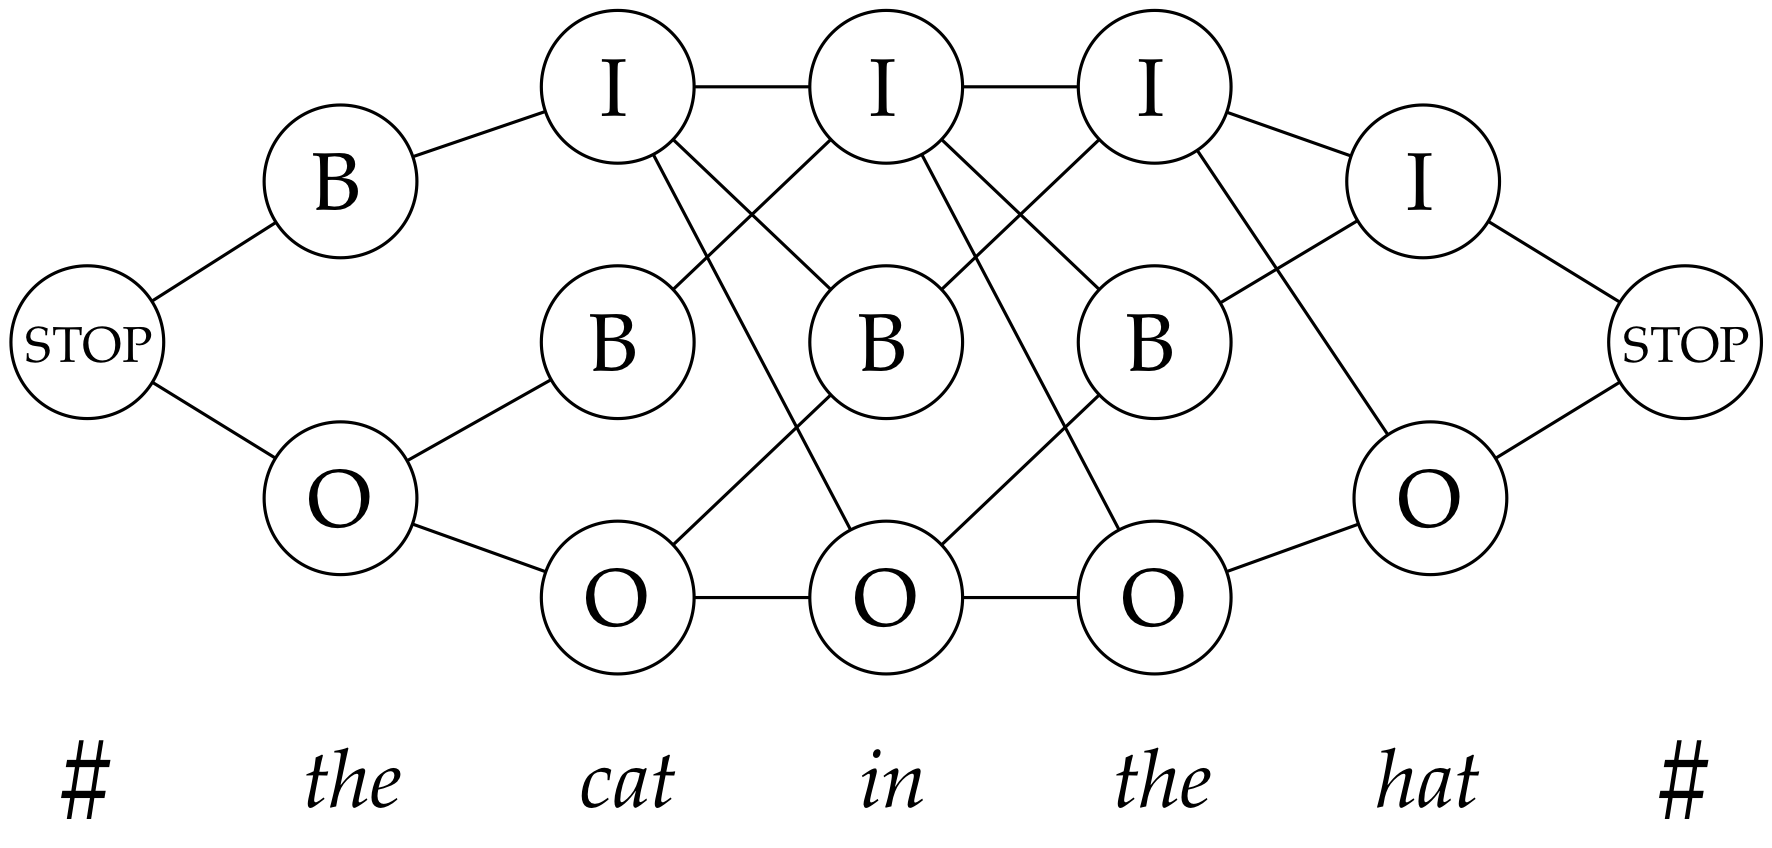 I I I
B I
STOP B B B STOP
O O
O O O
# the cat in the hat #